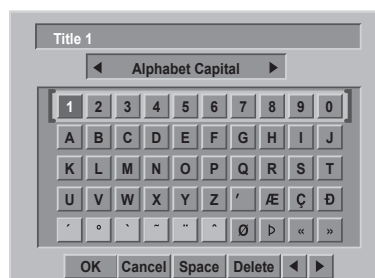 Title 1
◀ Alphabet Capital ▶
1 2 3 4 5 6 7 8 9 0
A B C D E F G H I J
K L M N O P Q R S T
U V W X Y Z ′ Æ Ç Ð
´ ° ` ~ ¨ ^ Ø Þ « »
OK Cancel Space Delete ◀ ▶